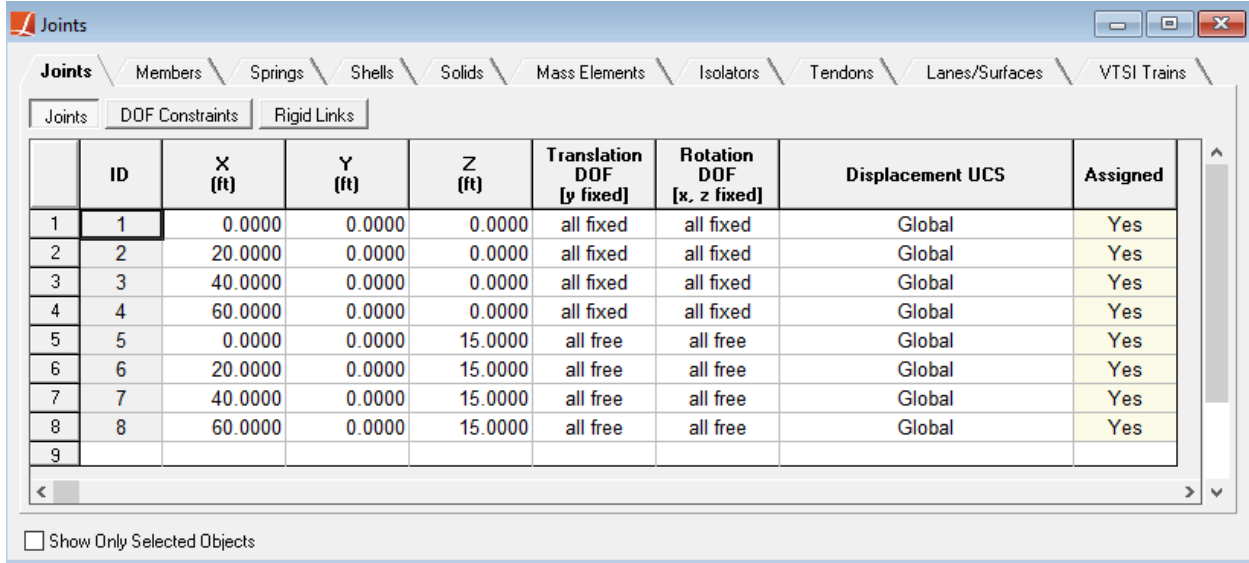 Joints
Joints Members Springs Shells Solids Mass Elements Isolators Tendons Lanes/Surfaces VTSI Trains
Joints DOF Constraints Rigid Links
ID X (ft) Y (ft) Z (ft) Translation DOF [y fixed] Rotation DOF [x, z fixed] Displacement UCS Assigned
1 1 0.0000 0.0000 0.0000 all fixed all fixed Global Yes
2 2 20.0000 0.0000 0.0000 all fixed all fixed Global Yes
3 3 40.0000 0.0000 0.0000 all fixed all fixed Global Yes
4 4 60.0000 0.0000 0.0000 all fixed all fixed Global Yes
5 5 0.0000 0.0000 15.0000 all free all free Global Yes
6 6 20.0000 0.0000 15.0000 all free all free Global Yes
7 7 40.0000 0.0000 15.0000 all free all free Global Yes
8 8 60.0000 0.0000 15.0000 all free all free Global Yes
9
Show Only Selected Objects